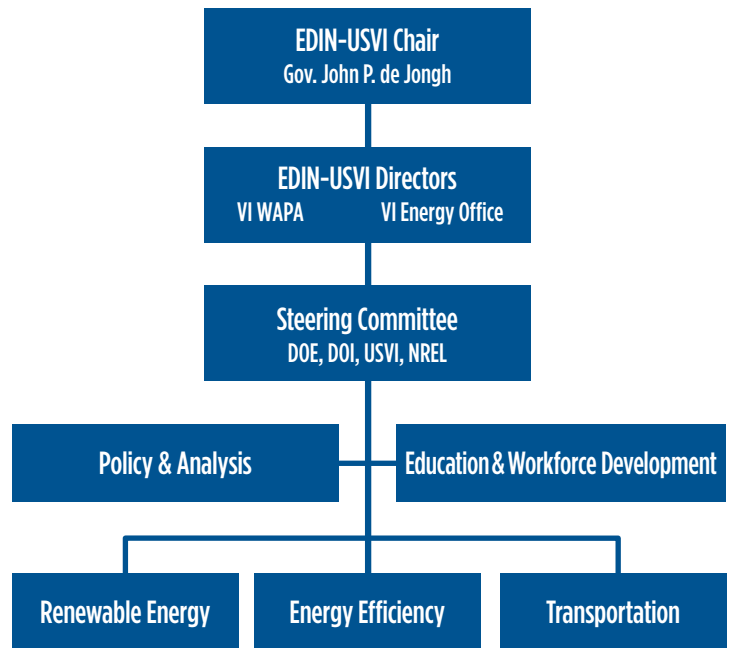 EDIN-USVI Chair
Gov. John P. de Jongh
EDIN-USVI Directors
VI WAPA VI Energy Office
Steering Committee
DOE, DOI, USVI, NREL
Policy & Analysis
Education & Workforce Development
Renewable Energy
Energy Efficiency
Transportation